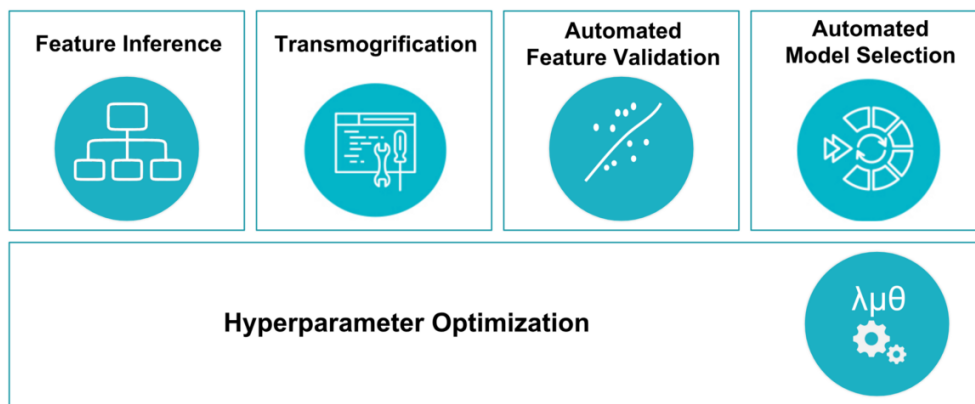 Feature Inference
Transmogrification
Automated
Feature Validation
Automated
Model Selection
Hyperparameter Optimization
λμθ